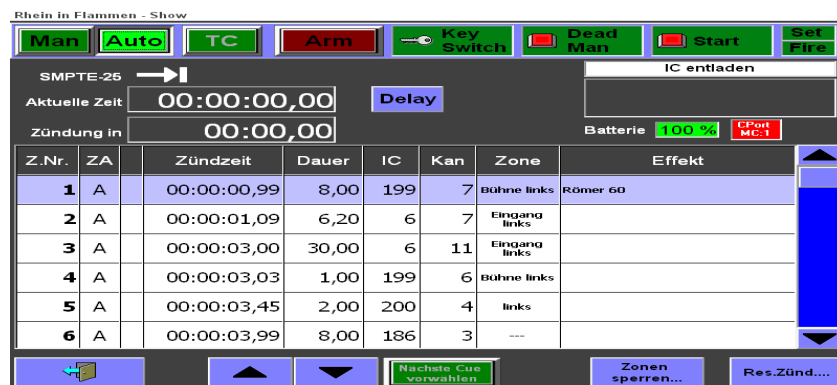 Rhein in Flammen - Show
Man Auto TC Arm Key Switch Dead Man Start Set Fire
SMPTE-25
IC entladen
Aktuelle Zeit 00:00:00,00 Delay
Zündung in 00:00,00
Batterie 100 % CPort MC:1
Z.Nr. ZA Zündzeit Dauer IC Kan Zone Effekt
1 A 00:00:00,99 8,00 199 7 Bühne links Römer 60
2 A 00:00:01,09 6,20 6 7 Eingang links
3 A 00:00:03,00 30,00 6 11 Eingang links
4 A 00:00:03,03 1,00 199 6 Bühne links
5 A 00:00:03,45 2,00 200 4 links
6 A 00:00:03,99 8,00 186 3 ---
Nächste Cue vorwählen
Zonen sperren...
Res.Zünd....